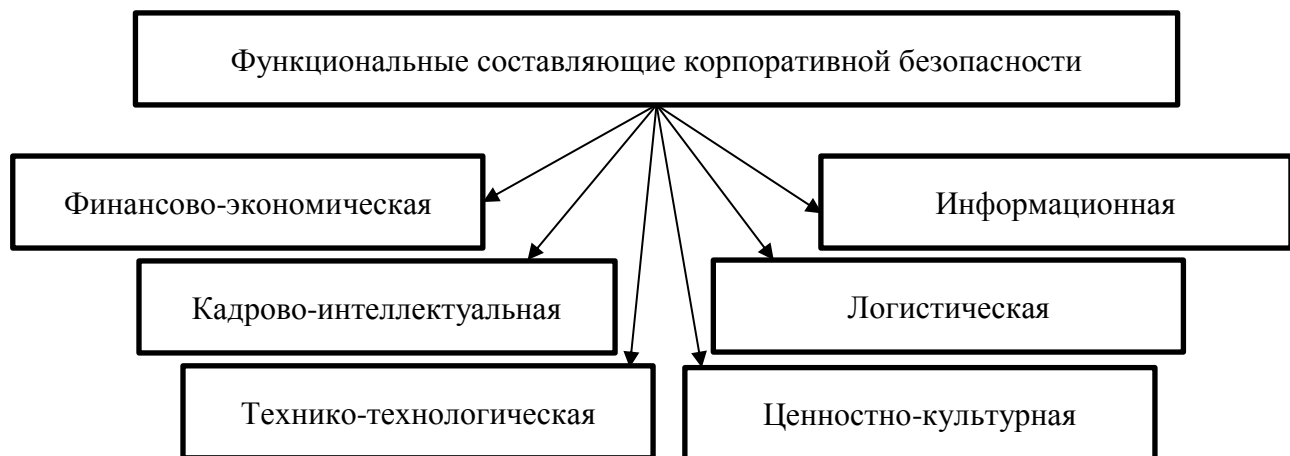 Функциональные составляющие корпоративной безопасности
Финансово-экономическая
Информационная
Кадрово-интеллектуальная
Логистическая
Технико-технологическая
Ценностно-культурная